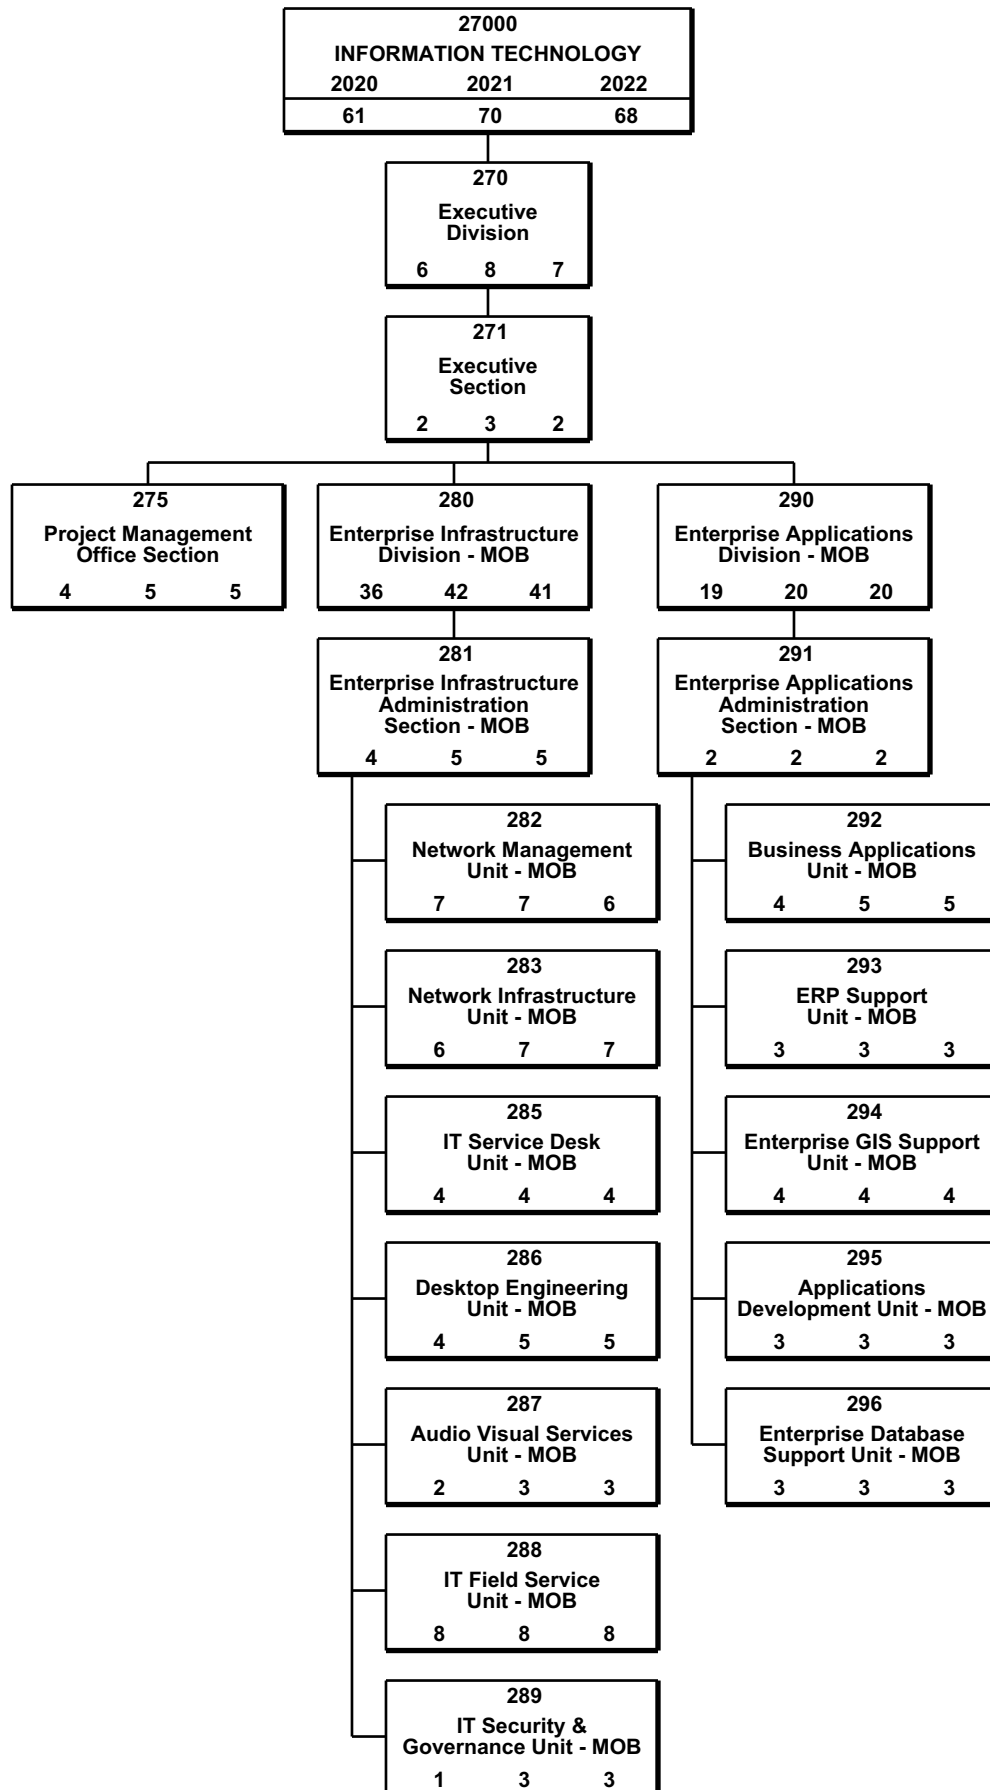 27000
INFORMATION TECHNOLOGY
2020 2021 2022
61 70 68
270
Executive
Division
6 8 7
271
Executive
Section
2 3 2
275
Project Management
Office Section
4 5 5
280
Enterprise Infrastructure
Division - MOB
36 42 41
290
Enterprise Applications
Division - MOB
19 20 20
281
Enterprise Infrastructure
Administration
Section - MOB
4 5 5
291
Enterprise Applications
Administration
Section - MOB
2 2 2
282
Network Management
Unit - MOB
7 7 6
292
Business Applications
Unit - MOB
4 5 5
283
Network Infrastructure
Unit - MOB
6 7 7
293
ERP Support
Unit - MOB
3 3 3
285
IT Service Desk
Unit - MOB
4 4 4
294
Enterprise GIS Support
Unit - MOB
4 4 4
286
Desktop Engineering
Unit - MOB
4 5 5
295
Applications
Development Unit - MOB
3 3 3
287
Audio Visual Services
Unit - MOB
2 3 3
296
Enterprise Database
Support Unit - MOB
3 3 3
288
IT Field Service
Unit - MOB
8 8 8
289
IT Security &
Governance Unit - MOB
1 3 3